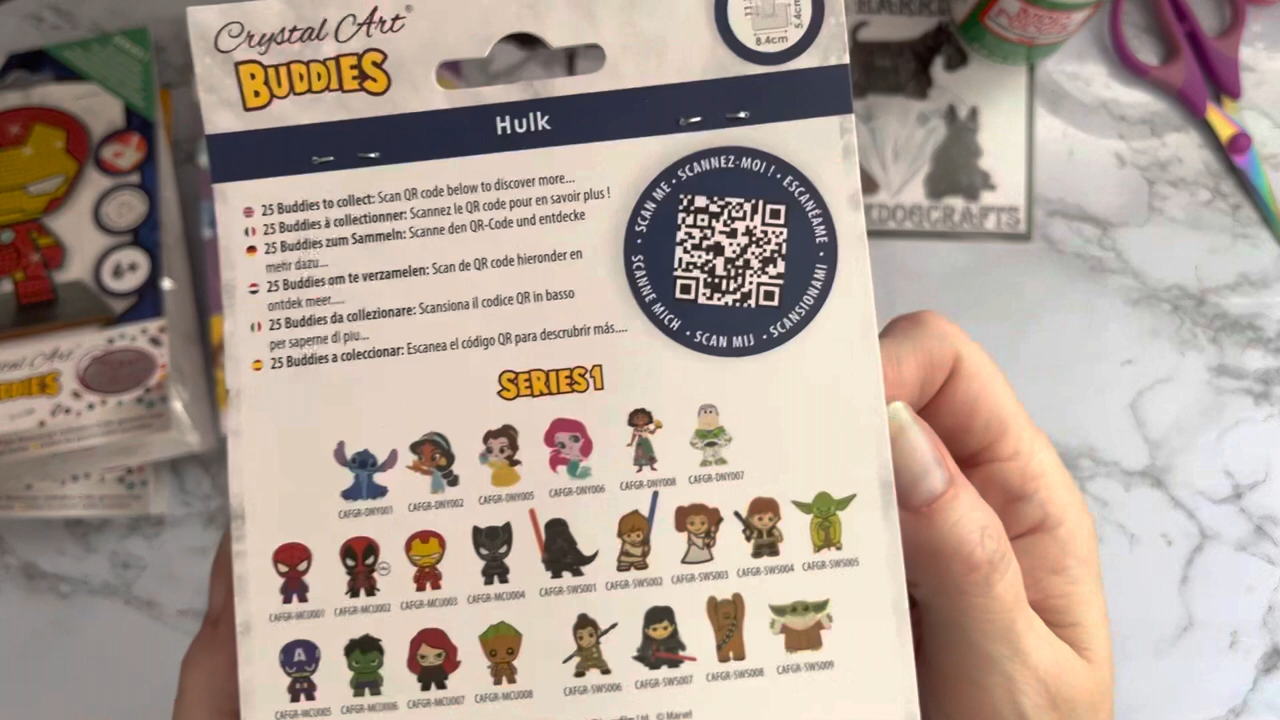 Crystal Art®
BUDDIES
8.4cm
5.4cm
Hulk
25 Buddies to collect: Scan QR code below to discover more...
25 Buddies à collectionner: Scannez le QR code pour en savoir plus !
25 Buddies zum Sammeln: Scanne den QR-Code und entdecke
mehr dazu...
25 Buddies om te verzamelen: Scan de QR code hieronder en
ontdek meer.....
25 Buddies da collezionare: Scansiona il codice QR in basso
per saperne di piu...
25 Buddies a coleccionar: Escanea el código QR para descrubrir más....
SCAN ME • SCANNEZ-MOI ! • ESCANÉAME • SCANSIONAMI • SCAN MIJ • SCANNE MICH •
SERIES 1
CAFGR-DNY001 CAFGR-DNY002 CAFGR-DNY005 CAFGR-DNY006 CAFGR-DNY008 CAFGR-DNY007
CAFGR-MCU001 CAFGR-MCU002 CAFGR-MCU003 CAFGR-MCU004 CAFGR-SWS001 CAFGR-SWS002 CAFGR-SWS003 CAFGR-SWS004 CAFGR-SWS005
CAFGR-MCU005 CAFGR-MCU006 CAFGR-MCU007 CAFGR-MCU008 CAFGR-SWS006 CAFGR-SWS007 CAFGR-SWS008 CAFGR-SWS009
Ltd. © Marvel
DOGCRAFTS